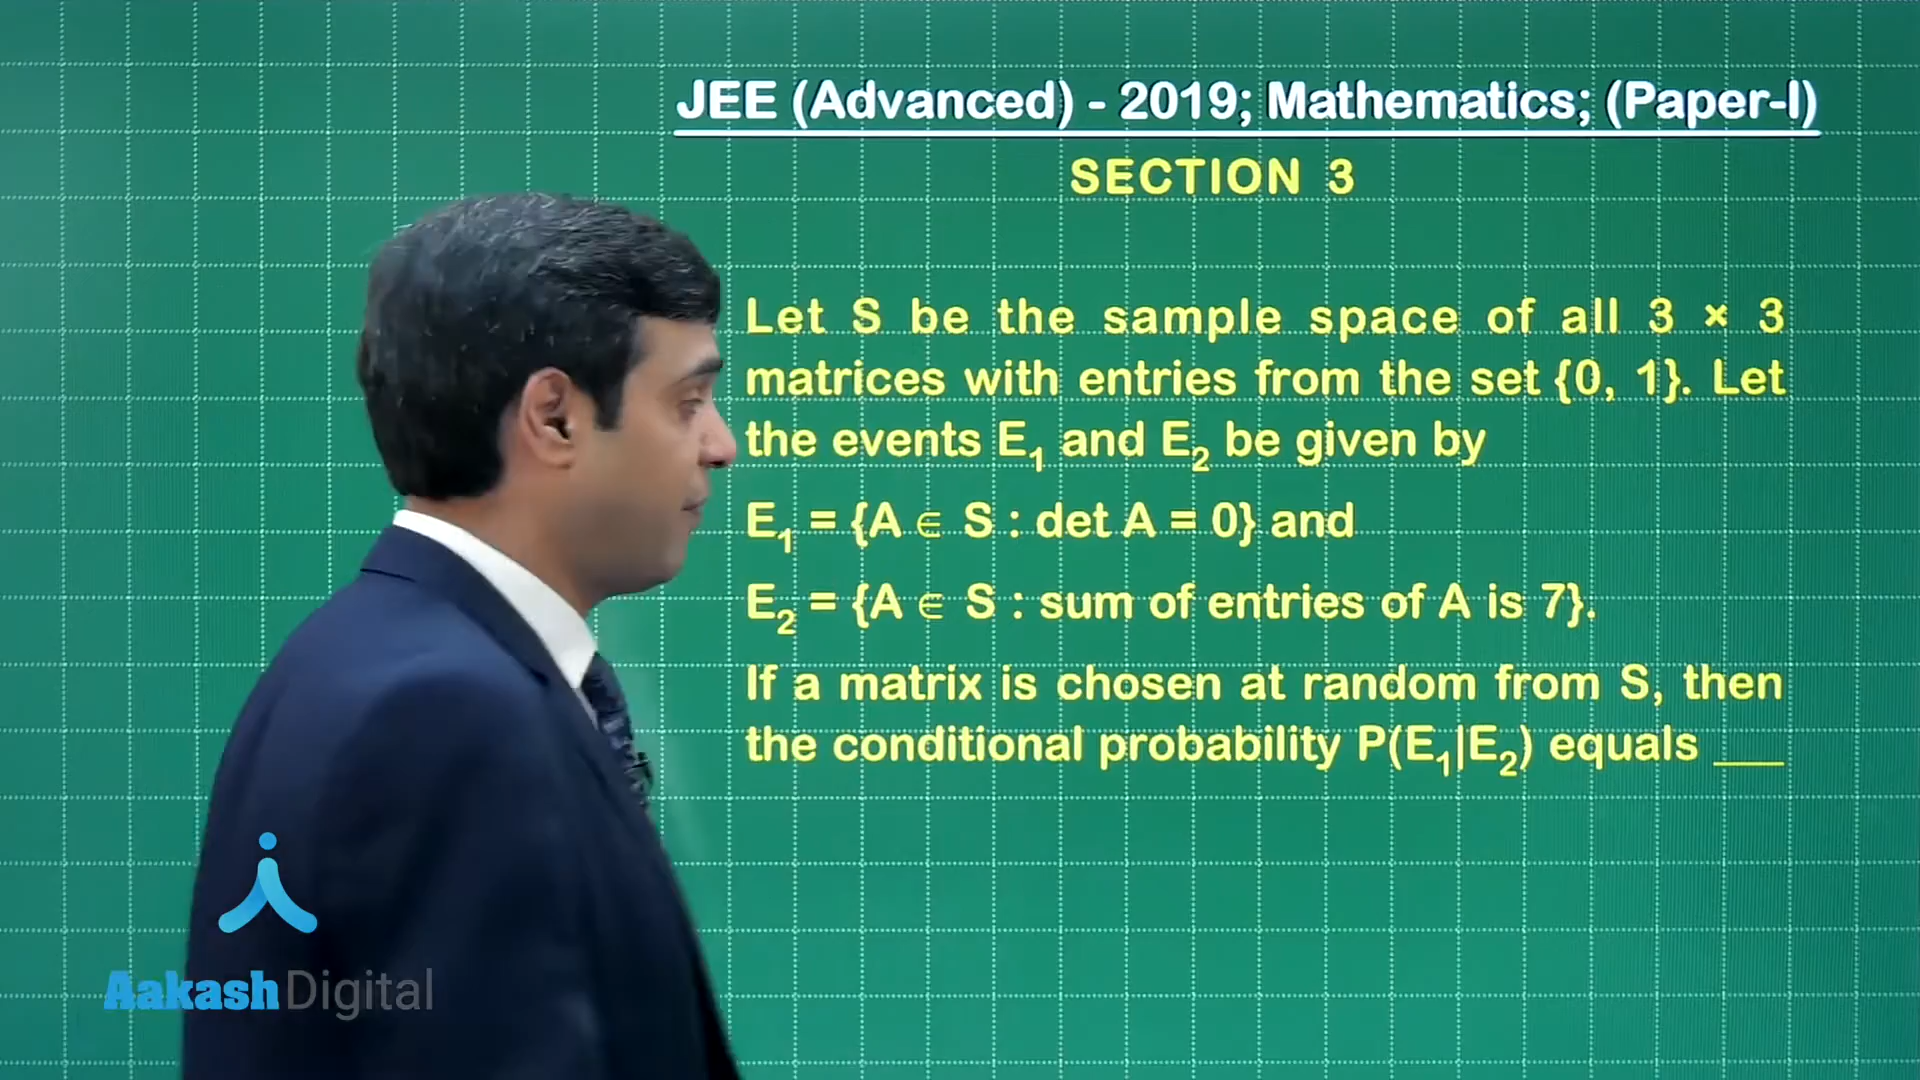 JEE (Advanced) - 2019; Mathematics; (Paper-I)
SECTION 3
Let S be the sample space of all 3 × 3
matrices with entries from the set {0, 1}. Let
the events E₁ and E₂ be given by
E₁ = {A ∈ S : det A = 0} and
E₂ = {A ∈ S : sum of entries of A is 7}.
If a matrix is chosen at random from S, then
the conditional probability P(E₁|E₂) equals ___
Aakash Digital